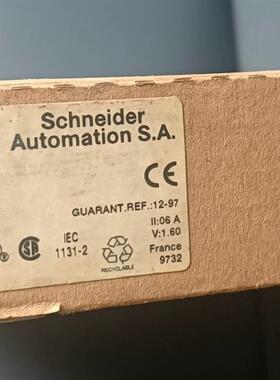 Schneider
Automation S.A.
CE
GUARANT.REF.:12-97
II:06 A
V:1.60
IEC
1131-2
RECYCLABLE
France
9732